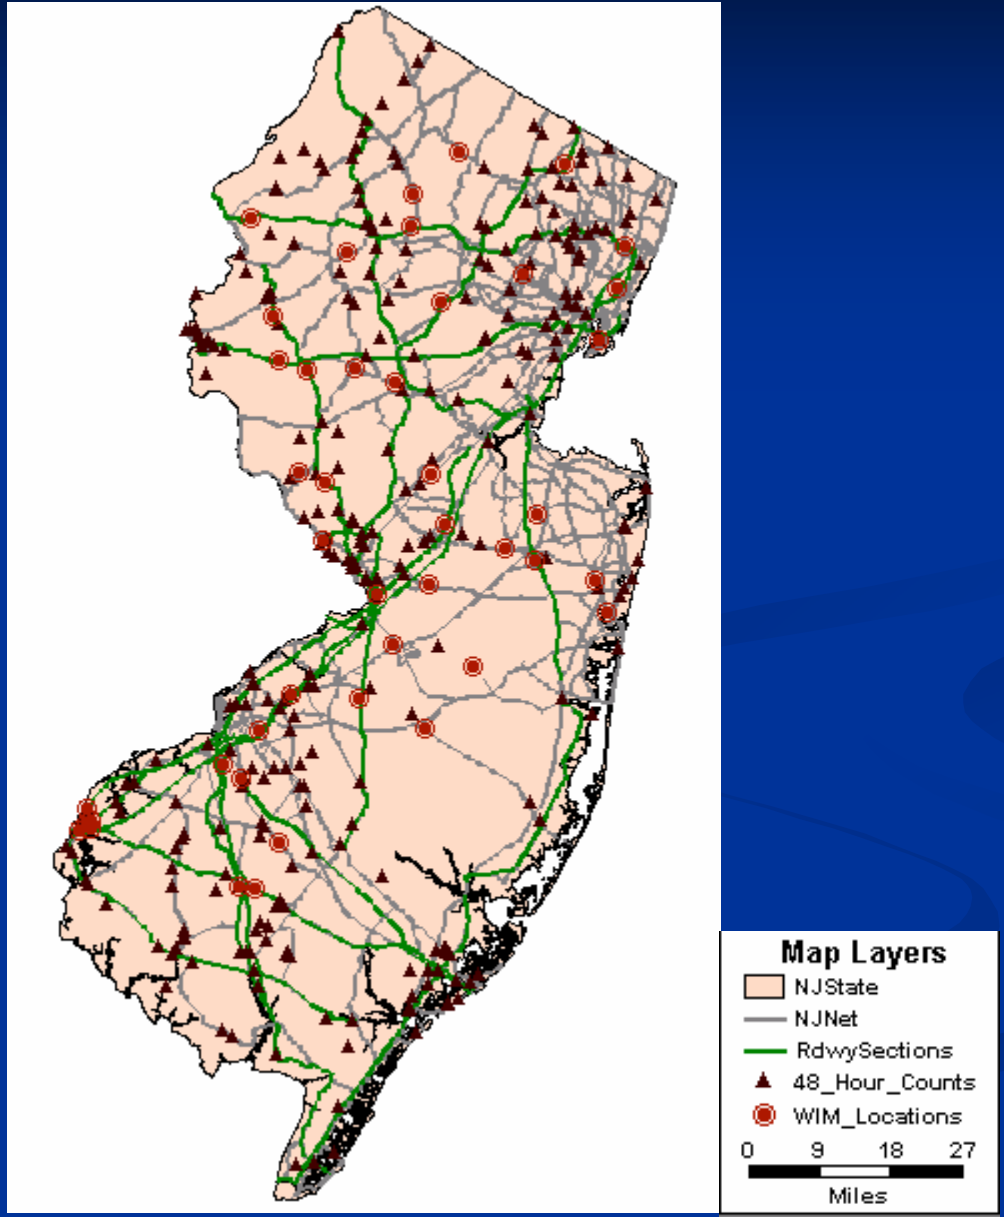 Map Layers
NJState
NJNet
RdwySections
48_Hour_Counts
WIM_Locations
0 9 18 27
Miles